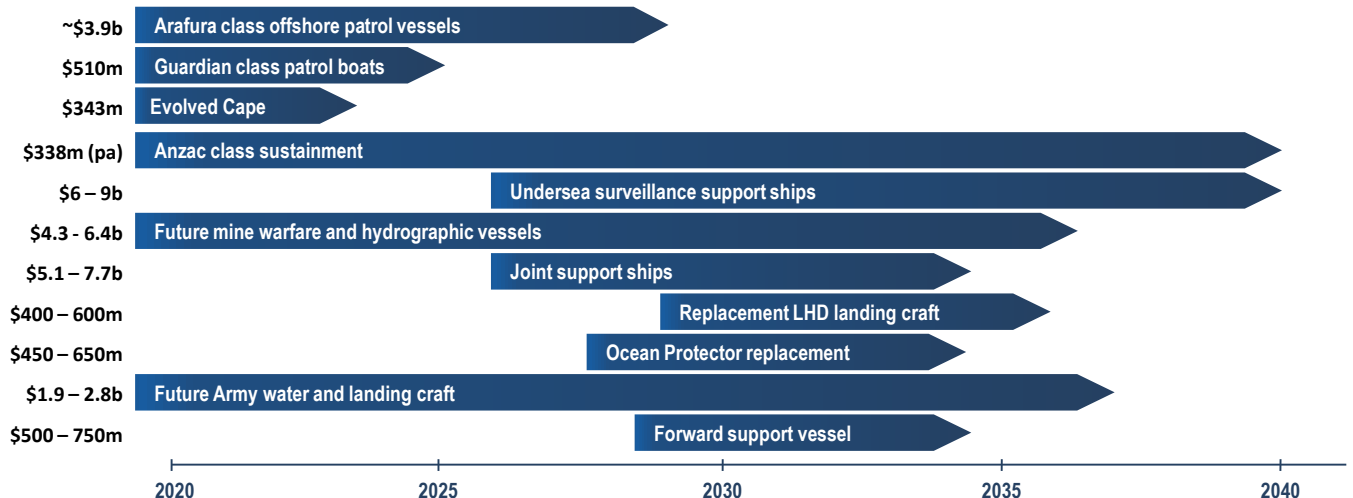 ~$3.9b Arafura class offshore patrol vessels
$510m Guardian class patrol boats
$343m Evolved Cape
$338m (pa) Anzac class sustainment
$6 – 9b Undersea surveillance support ships
$4.3 - 6.4b Future mine warfare and hydrographic vessels
$5.1 – 7.7b Joint support ships
$400 – 600m Replacement LHD landing craft
$450 – 650m Ocean Protector replacement
$1.9 – 2.8b Future Army water and landing craft
$500 – 750m Forward support vessel
2020 2025 2030 2035 2040